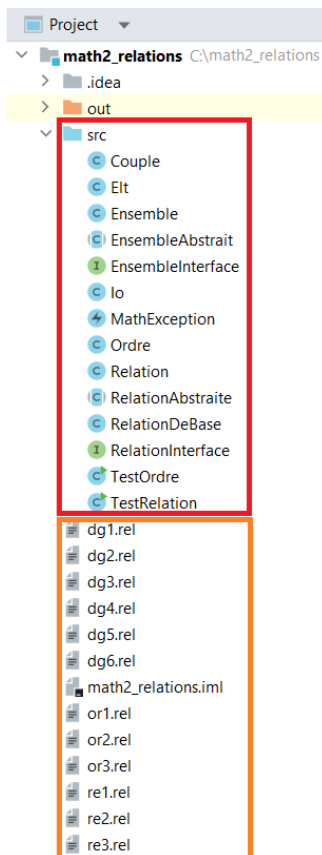 Project
math2_relations C:\math2_relations
.idea
out
src
Couple
Elt
Ensemble
EnsembleAbstrait
EnsembleInterface
Io
MathException
Ordre
Relation
RelationAbstraite
RelationDeBase
RelationInterface
TestOrdre
TestRelation
dg1.rel
dg2.rel
dg3.rel
dg4.rel
dg5.rel
dg6.rel
math2_relations.iml
or1.rel
or2.rel
or3.rel
re1.rel
re2.rel
re3.rel